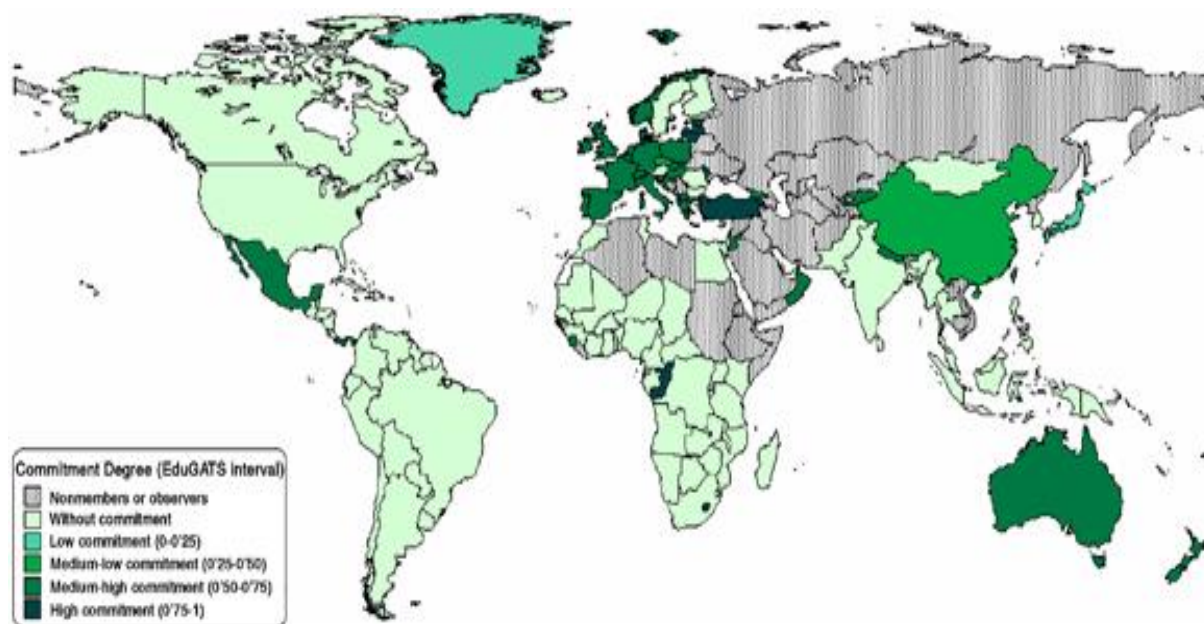 Commitment Degree (EduGATS interval)
Nonmembers or observers
Without commitment
Low commitment (0-0'25)
Medium-low commitment (0'25-0'50)
Medium-high commitment (0'50-0'75)
High commitment (0'75-1)